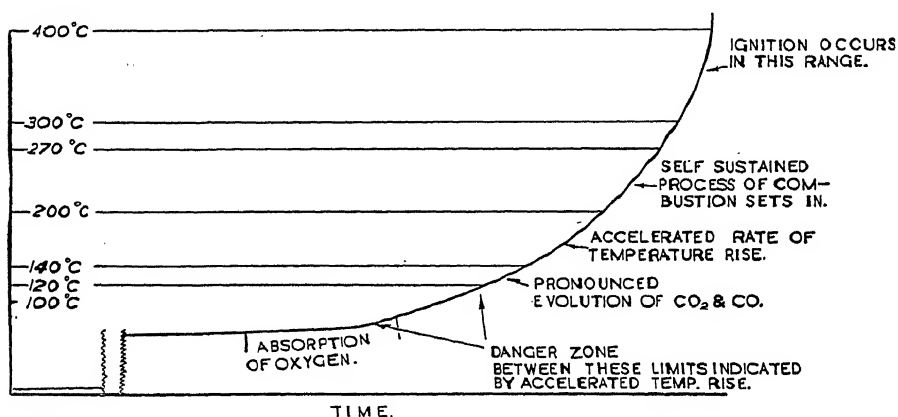 400°C
IGNITION OCCURS
IN THIS RANGE.
300°C
270°C
SELF SUSTAINED
PROCESS OF COM-
BUSTION SETS IN.
200°C
ACCELERATED RATE OF
TEMPERATURE RISE.
140°C
120°C
PRONOUNCED
EVOLUTION OF CO₂ & CO.
100°C
ABSORPTION
OF OXYGEN.
DANGER ZONE
BETWEEN THESE LIMITS INDICATED
BY ACCELERATED TEMP. RISE.
TIME.